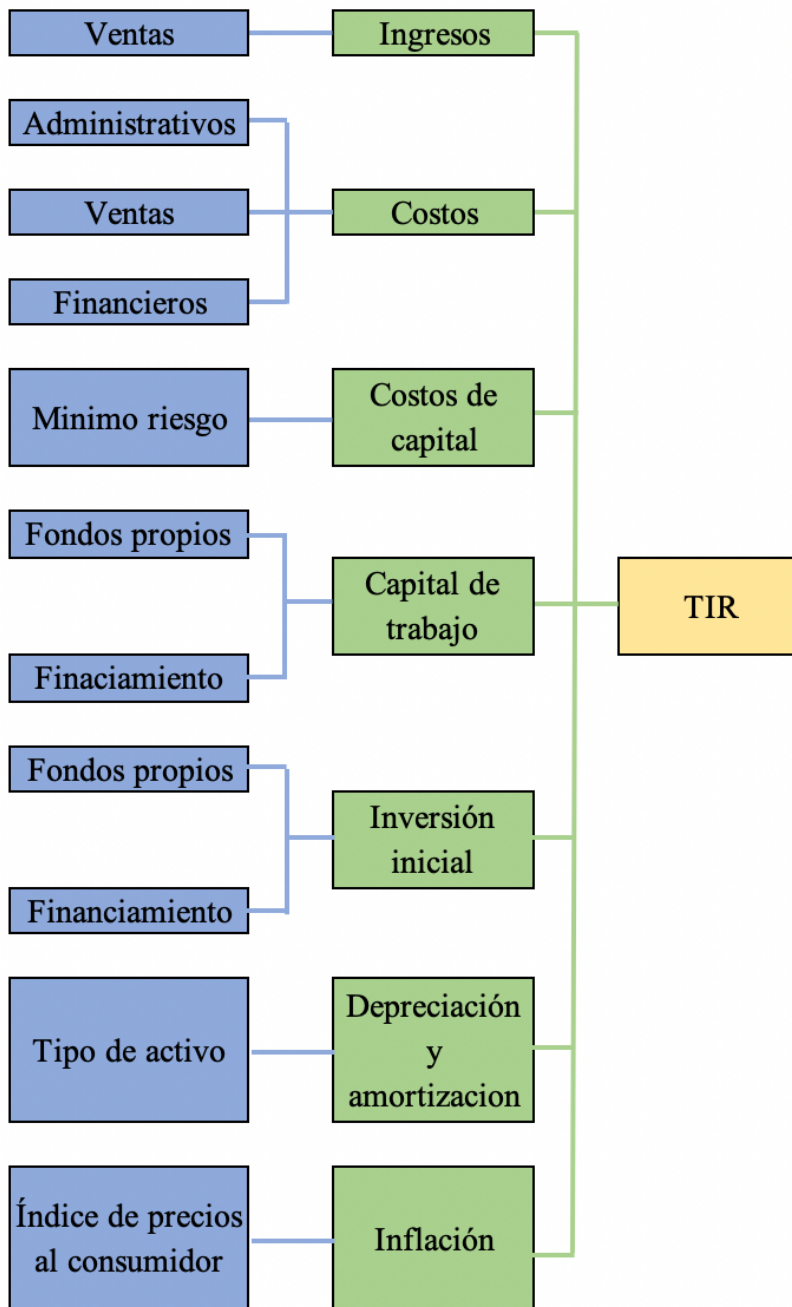 Ventas
Ingresos
Administrativos
Ventas
Costos
Financieros
Minimo riesgo
Costos de
capital
Fondos propios
Capital de
trabajo
TIR
Finaciamiento
Fondos propios
Inversión
inicial
Financiamiento
Tipo de activo
Depreciación
y
amortizacion
Índice de precios
al consumidor
Inflación